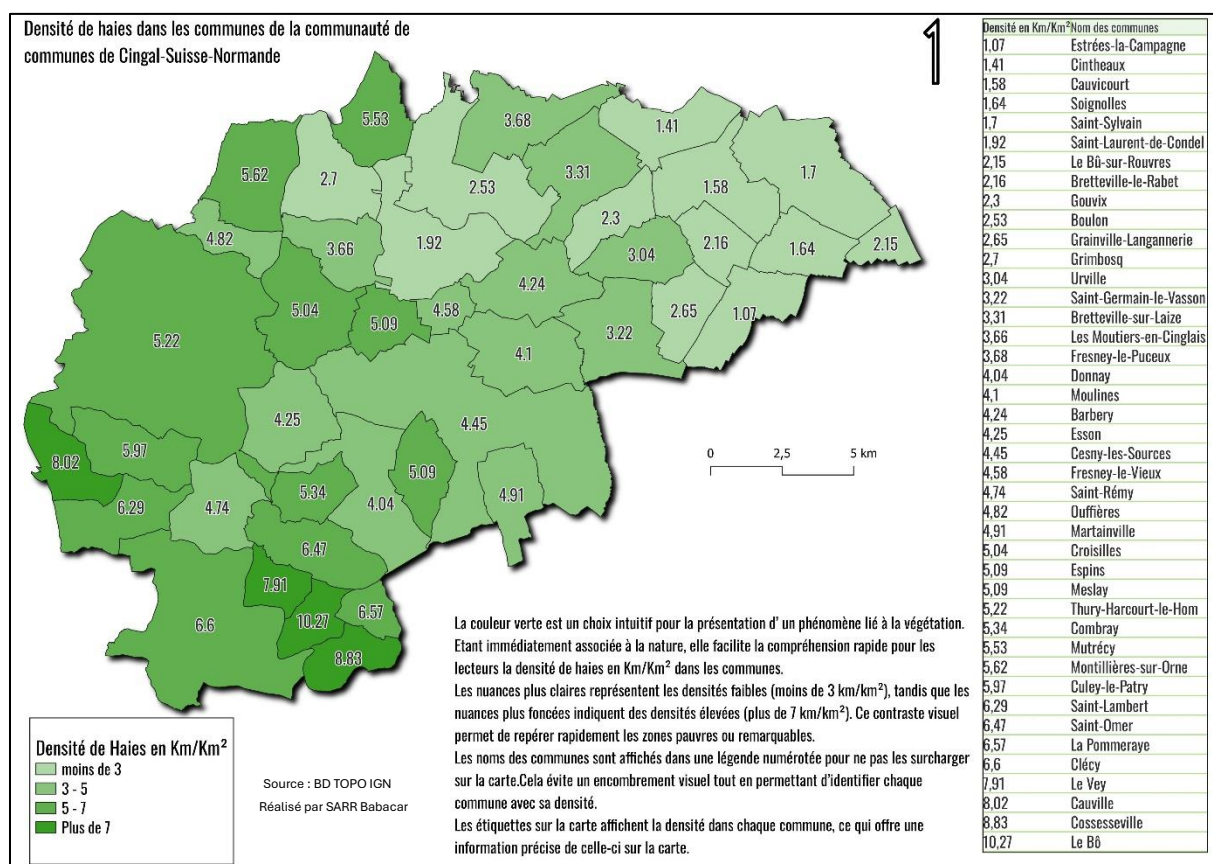 Densité de haies dans les communes de la communauté de
communes de Cingal-Suisse-Normande
1
5.53
3.68
1.41
5.62
2.7
2.53
3.31
1.58
1.7
2.3
4.82
3.66
1.92
3.04
2.16
1.64
2.15
4.24
5.04
4.58
5.09
2.65
1.07
3.22
5.22
4.1
4.25
4.45
5.97
8.02
5.09
5.34
4.91
6.29
4.74
4.04
6.47
7.91
6.57
10.27
6.6
8.83
0 2,5 5 km
La couleur verte est un choix intuitif pour la présentation d' un phénomène lié à la végétation.
Etant immédiatement associée à la nature, elle facilite la compréhension rapide pour les
lecteurs la densité de haies en Km/Km² dans les communes.
Les nuances plus claires représentent les densités faibles (moins de 3 km/km²), tandis que les
nuances plus foncées indiquent des densités élevées (plus de 7 km/km²). Ce contraste visuel
permet de repérer rapidement les zones pauvres ou remarquables.
Les noms des communes sont affichés dans une légende numérotée pour ne pas les surcharger
sur la carte.Cela évite un encombrement visuel tout en permettant d'identifier chaque
commune avec sa densité.
Les étiquettes sur la carte affichent la densité dans chaque commune, ce qui offre une
information précise de celle-ci sur la carte.
Densité de Haies en Km/Km²
moins de 3
3 - 5
5 - 7
Plus de 7
Source : BD TOPO IGN
Réalisé par SARR Babacar
Densité en Km/Km² Nom des communes
1,07 Estrées-la-Campagne
1,41 Cintheaux
1,58 Cauvicourt
1,64 Soignolles
1,7 Saint-Sylvain
1,92 Saint-Laurent-de-Condel
2,15 Le Bû-sur-Rouvres
2,16 Bretteville-le-Rabet
2,3 Gouvix
2,53 Boulon
2,65 Grainville-Langannerie
2,7 Grimbosq
3,04 Urville
3,22 Saint-Germain-le-Vasson
3,31 Bretteville-sur-Laize
3,66 Les Moutiers-en-Cinglais
3,68 Fresney-le-Puceux
4,04 Donnay
4,1 Moulines
4,24 Barbery
4,25 Esson
4,45 Cesny-les-Sources
4,58 Fresney-le-Vieux
4,74 Saint-Rémy
4,82 Ouffières
4,91 Martainville
5,04 Croisilles
5,09 Espins
5,09 Meslay
5,22 Thury-Harcourt-le-Hom
5,34 Combray
5,53 Mutrécy
5,62 Montillières-sur-Orne
5,97 Culey-le-Patry
6,29 Saint-Lambert
6,47 Saint-Omer
6,57 La Pommeraye
6,6 Clécy
7,91 Le Vey
8,02 Cauville
8,83 Cossesseville
10,27 Le Bô